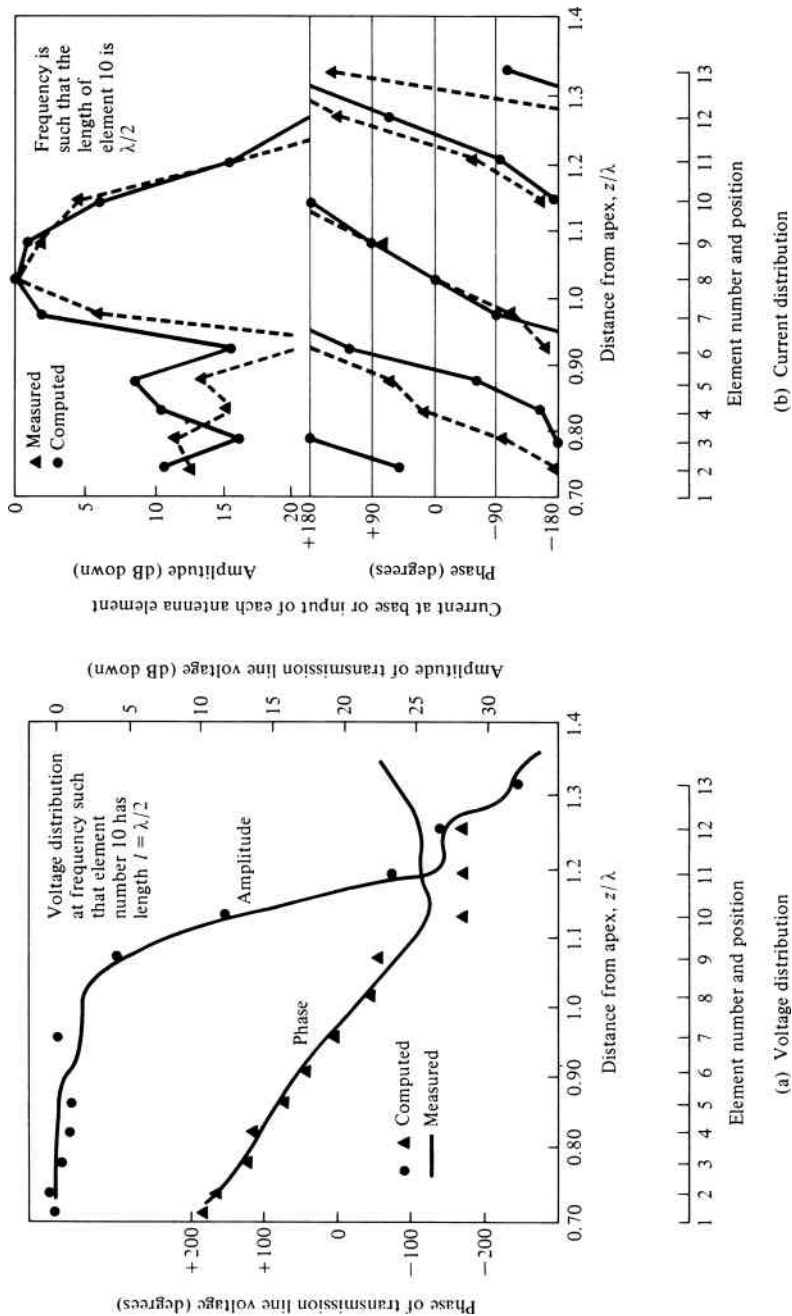 Phase of transmission line voltage (degrees)
+200
+100
0
−100
−200
Voltage distribution
at frequency such
that element
number 10 has
length l = λ/2
Amplitude
Phase
▲ Computed
●
— Measured
0
5
10
15
20
25
30
Amplitude of transmission line voltage (dB down)
0.70 0.80 0.90 1.0 1.1 1.2 1.3 1.4
Distance from apex, z/λ
1 2 3 4 5 6 7 8 9 10 11 12 13
Element number and position
(a) Voltage distribution
Current at base or input of each antenna element
Amplitude (dB down)
0
5
10
15
20
Phase (degrees)
+180
+90
0
−90
−180
▲ Measured
● Computed
Frequency is
such that the
length of
element 10 is
λ/2
0.70 0.80 0.90 1.0 1.1 1.2 1.3 1.4
Distance from apex, z/λ
1 2 3 4 5 6 7 8 9 10 11 12 13
Element number and position
(b) Current distribution